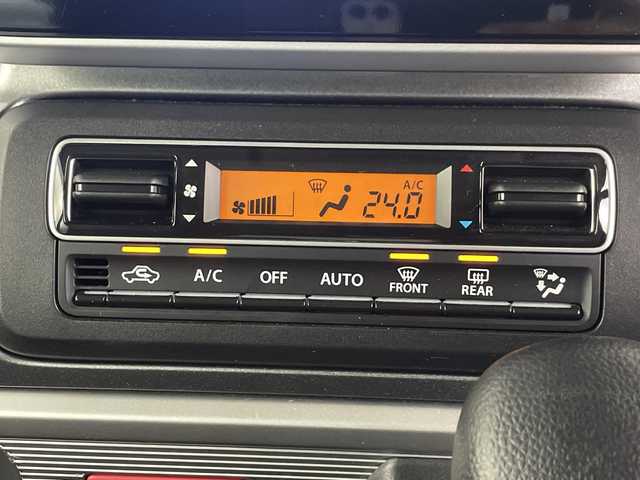 A/C
24.0
A/C
OFF
AUTO
FRONT
REAR